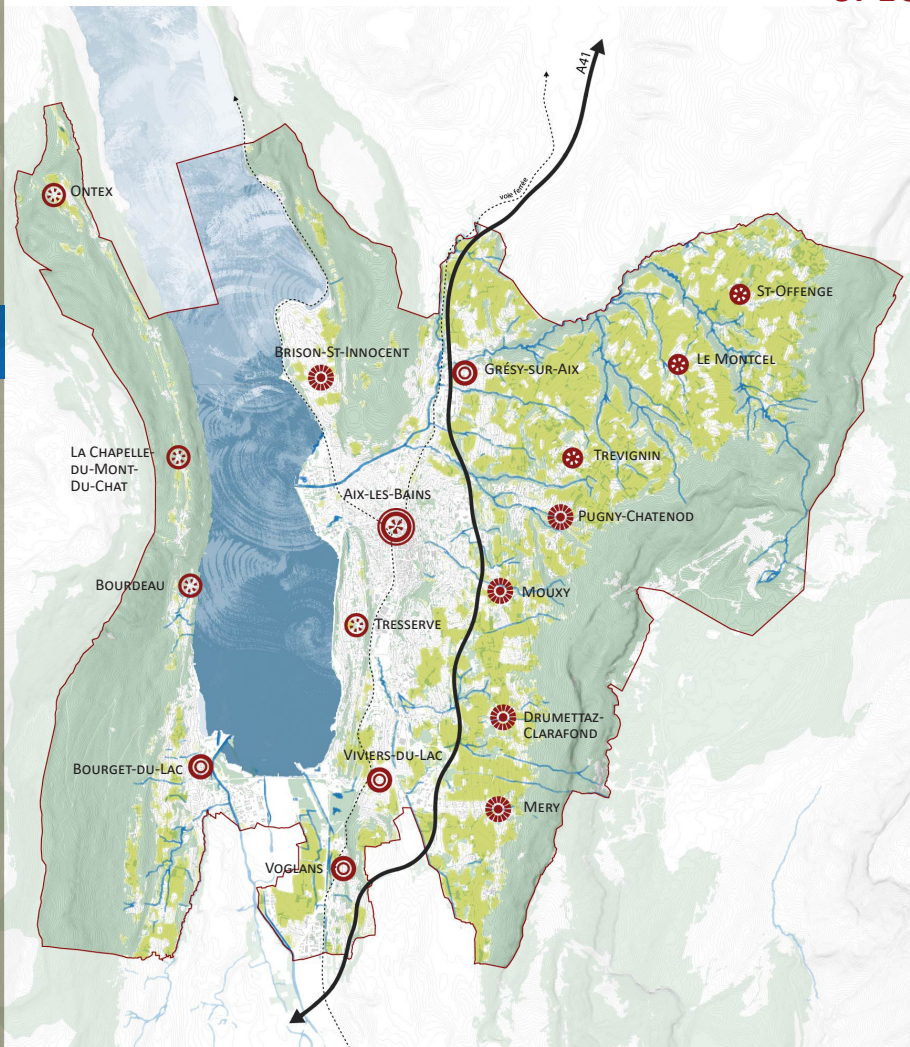 A41
voie ferrée
ONTEX
ST-OFFENGE
BRISON-ST-INNOCENT
LE MONTCEL
GRÉSY-SUR-AIX
LA CHAPELLE-
DU-MONT-
DU-CHAT
TREVIGNIN
AIX-LES-BAINS
PUGNY-CHATENOD
BOURDEAU
MOUXY
TRESSERVE
DRUMETTAZ-
CLARAFOND
BOURGET-DU-LAC
VIVIERS-DU-LAC
MERY
VOGLANS